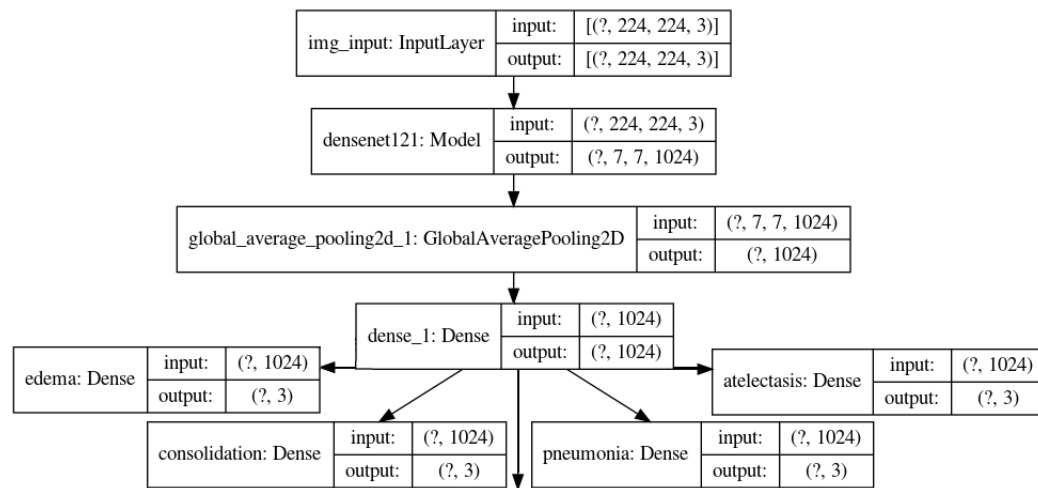 img_input: InputLayer
input: [(?, 224, 224, 3)]
output: [(?, 224, 224, 3)]
densenet121: Model
input: (?, 224, 224, 3)
output: (?, 7, 7, 1024)
global_average_pooling2d_1: GlobalAveragePooling2D
input: (?, 7, 7, 1024)
output: (?, 1024)
dense_1: Dense
input: (?, 1024)
output: (?, 1024)
edema: Dense
input: (?, 1024)
output: (?, 3)
atelectasis: Dense
input: (?, 1024)
output: (?, 3)
consolidation: Dense
input: (?, 1024)
output: (?, 3)
pneumonia: Dense
input: (?, 1024)
output: (?, 3)